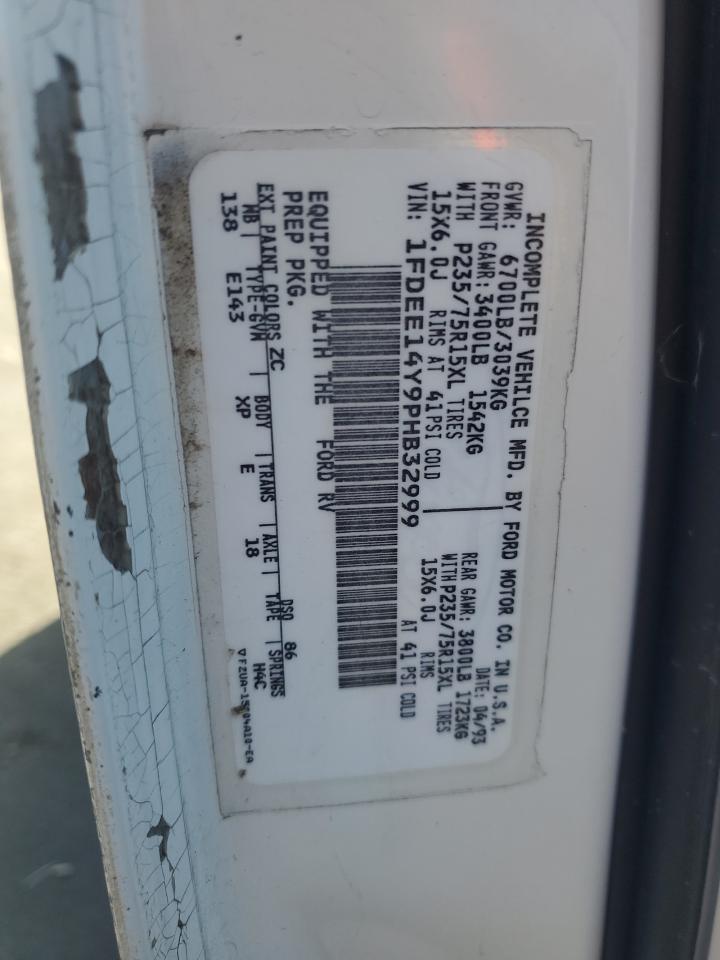 INCOMPLETE VEHILCE MFD. BY FORD MOTOR CO. IN U.S.A.
GVWR: 6700LB/3039KG DATE: 04/93
FRONT GAWR: 3400LB 1542KG REAR GAWR: 3800LB 1723KG
WITH P235/75R15XL TIRES WITH P235/75R15XL TIRES
15X6.0J RIMS AT 41 PSI COLD 15X6.0J RIMS AT 41 PSI COLD
VIN: 1FDEE14Y9PHB32999
EQUIPPED WITH THE FORD RV
PREP PKG.
EXT PAINT COLORS ZC DSO 86
WB TYPE-GVW BODY TRANS AXLE TAPE SPRINGS
138 E143 XP E 18 H4C